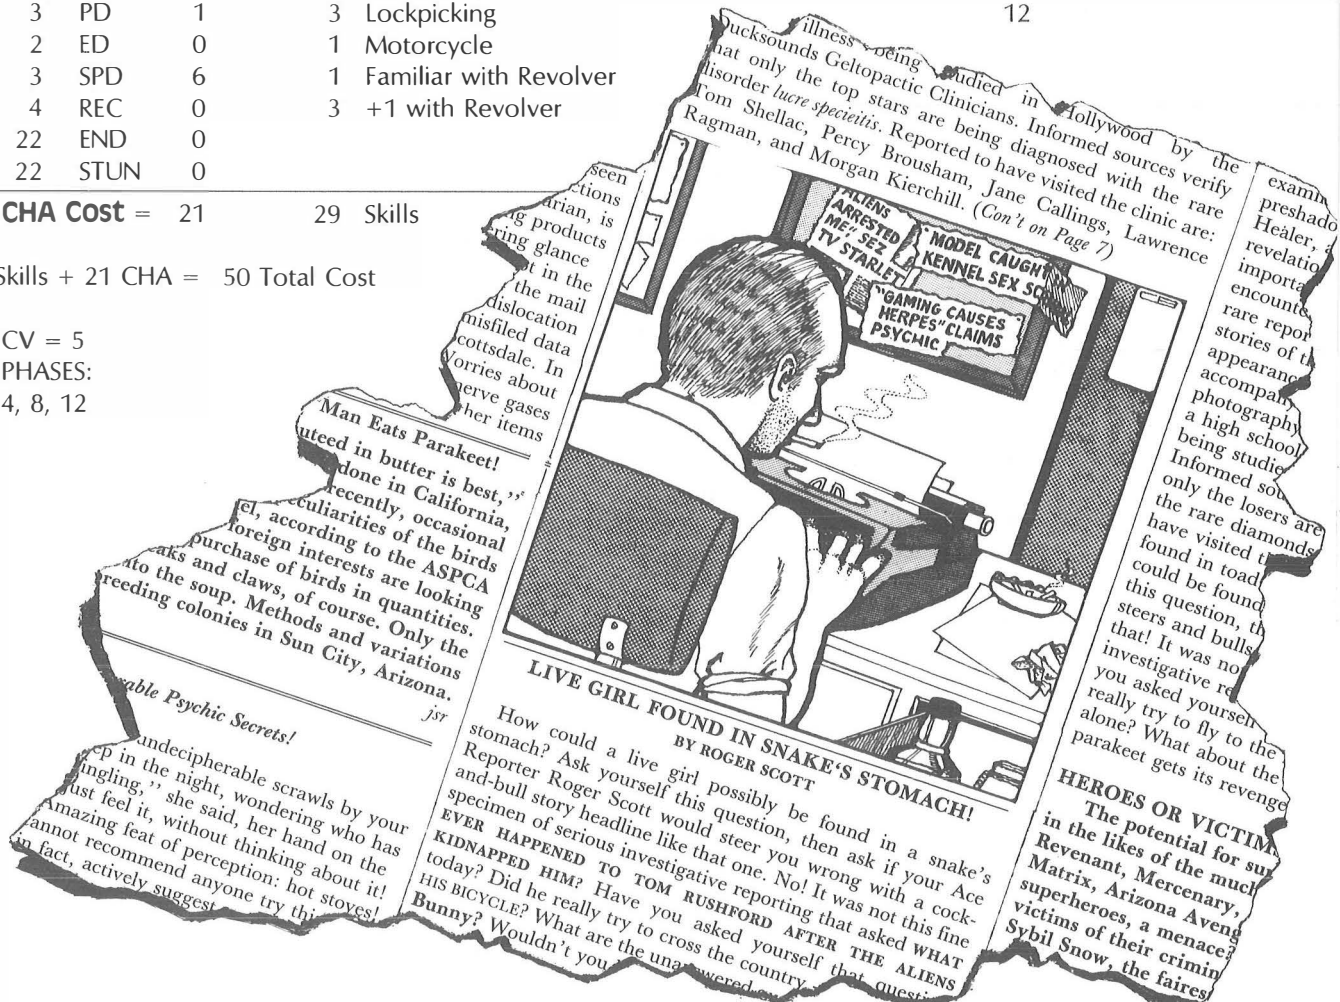 3 PD 1 3 Lockpicking
2 ED 0 1 Motorcycle
3 SPD 6 1 Familiar with Revolver
4 REC 0 3 +1 with Revolver
22 END 0
22 STUN 0
CHA Cost = 21 29 Skills
Skills + 21 CHA = 50 Total Cost
CV = 5
PHASES:
4, 8, 12
12
seen
ctions
arian, is
ng products
ering glance
t in the
the mail
dislocation
misfiled data
cottsdale. In
Vorries about
nerve gases
her items
Man Eats Parakeet!
uteed in butter is best,"
done in California,
recently, occasional
culiarities of the birds
el, according to the ASPCA
foreign interests are looking
purchase of birds in quantities.
aks and claws, of course. Only the
nto the soup. Methods and variations
reeding colonies in Sun City, Arizona.
jsr
able Psychic Secrets!
undecipherable scrawls by your
ep in the night, wondering who has
ingling," she said, her hand on the
ust feel it, without thinking about it!
Amazing feat of perception: hot stoves!
annot recommend anyone try thi
in fact, actively suggest
illness being tudied in Hollywood by the
Ducksounds Geltopactic Clinicians. Informed sources verify
hat only the top stars are being diagnosed with the rare
disorder lucre specieitis. Reported to have visited the clinic are:
Tom Shellac, Percy Brousham, Jane Callings, Lawrence
Ragman, and Morgan Kierchill. (Con't on Page 7)
"ALIENS
ARRESTED
ME" SEZ
TV STARLET
"MODEL CAUGHT
KENNEL SEX SC
"GAMING CAUSES
HERPES" CLAIMS
PSYCHIC
LIVE GIRL FOUND IN SNAKE'S STOMACH!
BY ROGER SCOTT
How could a live girl possibly be found in a snake's
stomach? Ask yourself this question, then ask if your Ace
Reporter Roger Scott would steer you wrong with a cock-
and-bull story headline like that one. No! It was not this fine
specimen of serious investigative reporting that asked WHAT
EVER HAPPENED TO TOM RUSHFORD AFTER THE ALIENS
KIDNAPPED HIM? Have you asked yourself that questi
today? Did he really try to cross the country
HIS BICYCLE? What are the unanswered
Bunny? Wouldn't you
examin
preshado
Healer, a
revelatio
importa
encounte
rare repor
stories of th
appearanc
accompany
photography
a high school
being studie
Informed sou
only the losers are
the rare diamonds
have visited t
found in toad
could be found
this question, th
steers and bulls
that! It was not
investigative re
you asked yourself
really try to fly to the
alone? What about the
parakeet gets its revenge
HEROES OR VICTIM
The potential for sup
in the likes of the much
Revenant, Mercenary,
Matrix, Arizona Aveng
superheroes, a menace?
victims of their crimin
Sybil Snow, the faires